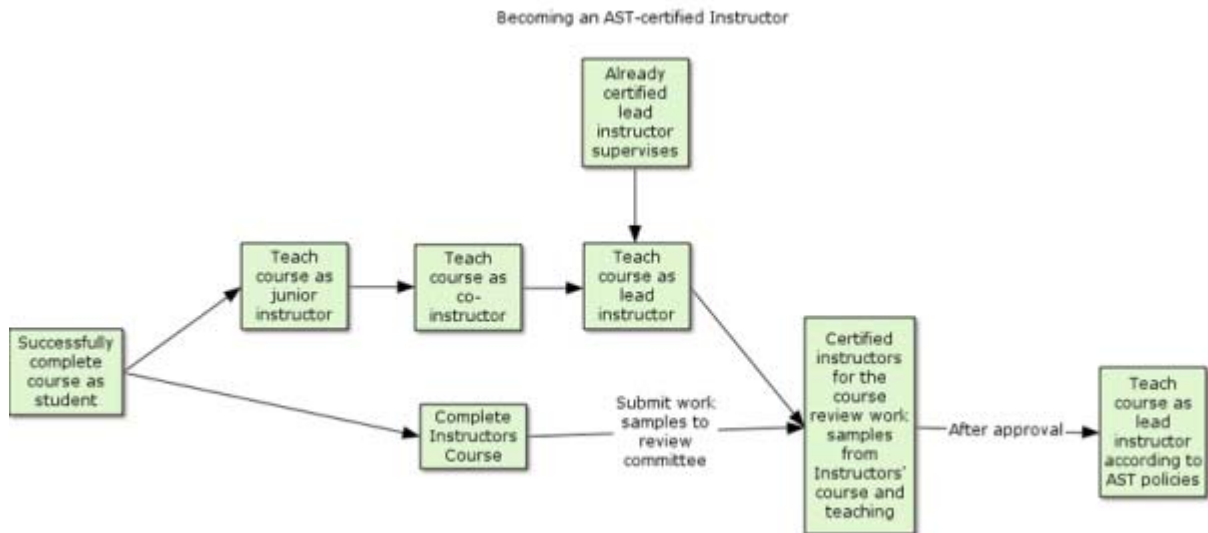 Becoming an AST-certified Instructor
Already
certified
lead
instructor
supervises
Teach
course as
junior
instructor
Teach
course as
co-
instructor
Teach
course as
lead
instructor
Successfully
complete
course as
student
Complete
Instructors
Course
Submit work
samples to
review
committee
Certified
instructors
for the
course
review work
samples
from
Instructors'
course and
teaching
After approval
Teach
course as
lead
instructor
according to
AST policies